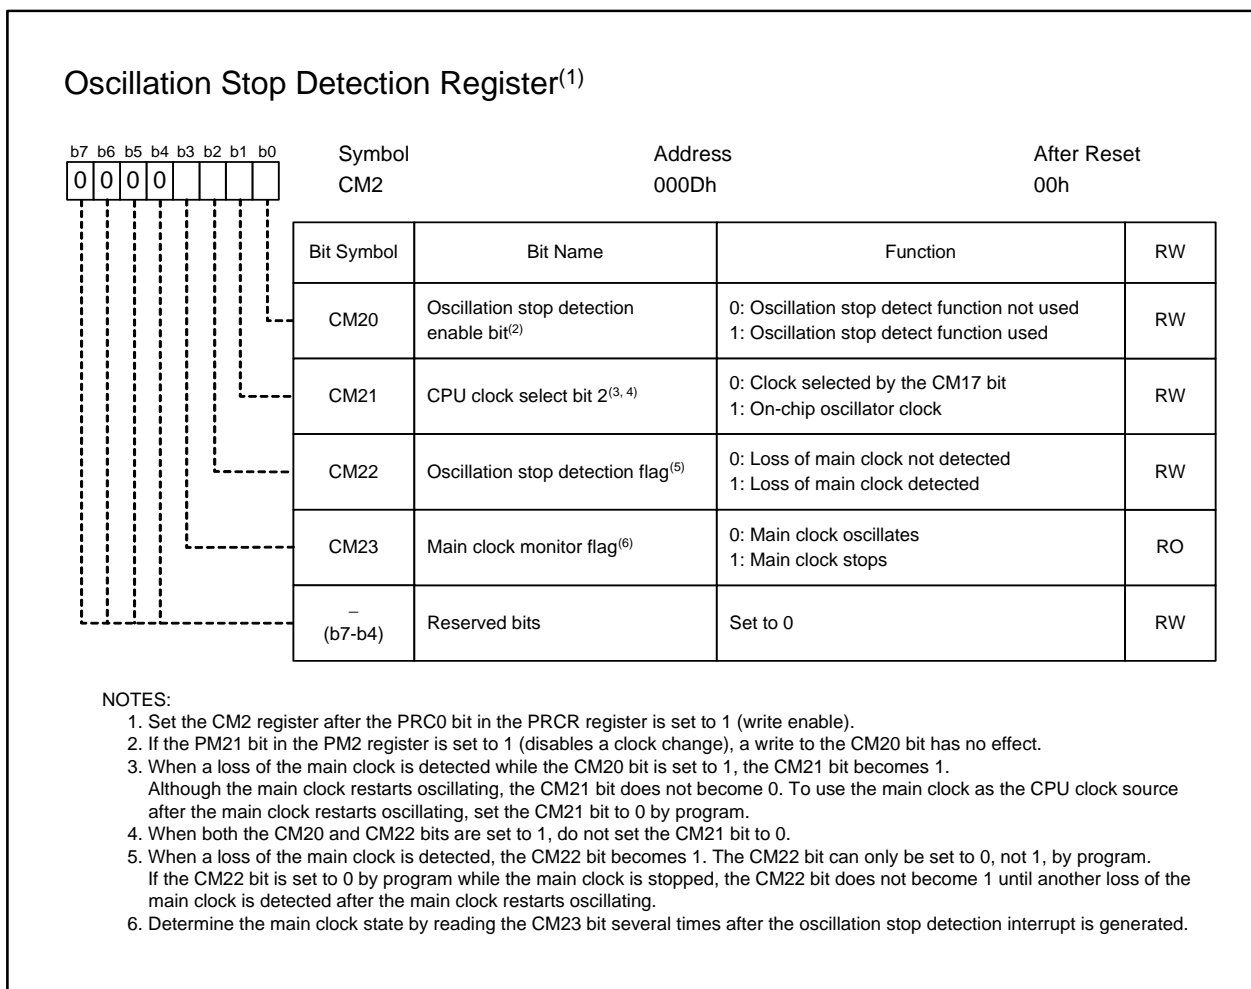 Oscillation Stop Detection Register(1)
b7 b6 b5 b4 b3 b2 b1 b0
0 0 0 0
Symbol Address After Reset
CM2 000Dh 00h
Bit Symbol Bit Name Function RW
CM20 Oscillation stop detection enable bit(2) 0: Oscillation stop detect function not used RW
1: Oscillation stop detect function used
CM21 CPU clock select bit 2(3, 4) 0: Clock selected by the CM17 bit RW
1: On-chip oscillator clock
CM22 Oscillation stop detection flag(5) 0: Loss of main clock not detected RW
1: Loss of main clock detected
CM23 Main clock monitor flag(6) 0: Main clock oscillates RO
1: Main clock stops
–
(b7-b4) Reserved bits Set to 0 RW
NOTES:
1. Set the CM2 register after the PRC0 bit in the PRCR register is set to 1 (write enable).
2. If the PM21 bit in the PM2 register is set to 1 (disables a clock change), a write to the CM20 bit has no effect.
3. When a loss of the main clock is detected while the CM20 bit is set to 1, the CM21 bit becomes 1.
Although the main clock restarts oscillating, the CM21 bit does not become 0. To use the main clock as the CPU clock source
after the main clock restarts oscillating, set the CM21 bit to 0 by program.
4. When both the CM20 and CM22 bits are set to 1, do not set the CM21 bit to 0.
5. When a loss of the main clock is detected, the CM22 bit becomes 1. The CM22 bit can only be set to 0, not 1, by program.
If the CM22 bit is set to 0 by program while the main clock is stopped, the CM22 bit does not become 1 until another loss of the
main clock is detected after the main clock restarts oscillating.
6. Determine the main clock state by reading the CM23 bit several times after the oscillation stop detection interrupt is generated.